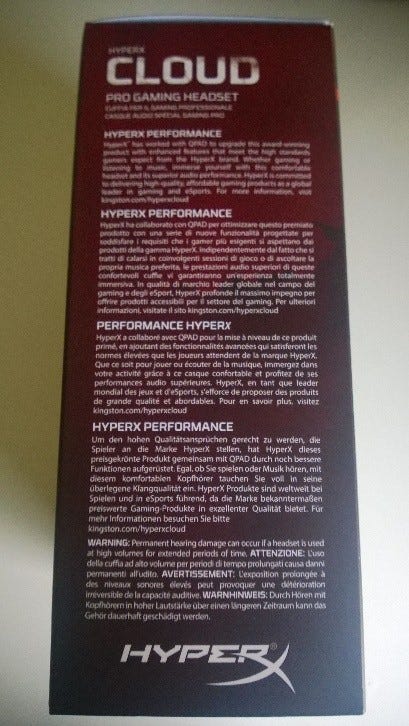 HYPERX
CLOUD
PRO GAMING HEADSET
CUFFIA PER IL GAMING PROFESSIONALE
CASQUE AUDIO SPÉCIAL GAMING PRO
HYPERX PERFORMANCE
HyperX™ has worked with QPAD to upgrade this award-winning
product with enhanced features that meet the high standards
gamers expect from the HyperX brand. Whether gaming or
listening to music, immerse yourself with this comfortable
headset and its superior audio performance. HyperX is committed
to delivering high-quality, affordable gaming products as a global
leader in gaming and eSports. For more information, visit
kingston.com/hyperxcloud
HYPERX PERFORMANCE
HyperX ha collaborato con QPAD per ottimizzare questo premiato
prodotto con una serie di nuove funzionalità progettate per
soddisfare i requisiti che i gamer più esigenti si aspettano dai
prodotti della gamma HyperX. Indipendentemente dal fatto che si
tratti di calarsi in coinvolgenti sessioni di gioco o di ascoltare la
propria musica preferita, le prestazioni audio superiori di queste
confortevoli cuffie vi garantiranno un'esperienza totalmente
immersiva. In qualità di marchio leader globale nel campo del
gaming e degli eSport, HyperX profonde il massimo impegno per
offrire prodotti accessibili per il settore del gaming. Per ulteriori
informazioni, visitate il sito kingston.com/hyperxcloud
PERFORMANCE HYPERX
HyperX a collaboré avec QPAD pour la mise à niveau de ce produit
primé, en ajoutant des fonctionnalités avancées qui satisferont les
normes élevées que les joueurs attendent de la marque HyperX.
Que ce soit pour jouer ou écouter de la musique, immergez dans
votre activité grâce à ce casque confortable et profitez de ses
performances audio supérieures. HyperX, en tant que leader
mondial des jeux et d'eSports, s'efforce de proposer des produits
de grande qualité et abordables. Pour en savoir plus, visitez
kingston.com/hyperxcloud
HYPERX PERFORMANCE
Um den hohen Qualitätsansprüchen gerecht zu werden, die
Spieler an die Marke HyperX stellen, hat HyperX dieses
preisgekrönte Produkt gemeinsam mit QPAD durch noch bessere
Funktionen aufgerüstet. Egal, ob Sie spielen oder Musik hören, mit
diesem komfortablen Kopfhörer tauchen Sie voll in seine
überlegene Klangqualität ein. HyperX Produkte sind weltweit bei
Spielen und in eSports führend, da die Marke bekanntermaßen
preiswerte Gaming-Produkte in exzellenter Qualität bietet. Für
mehr Informationen besuchen Sie bitte
kingston.com/hyperxcloud
WARNING: Permanent hearing damage can occur if a headset is used
at high volumes for extended periods of time. ATTENZIONE: L'uso
della cuffia ad alto volume per periodi di tempo prolungati causa danni
permanenti all'udito. AVERTISSEMENT: L'exposition prolongée à
des niveaux sonores élevés peut provoquer une détérioration
irréversible de la capacité auditive. WARNHINWEIS: Durch Hören mit
Kopfhörern in hoher Lautstärke über einen längeren Zeitraum kann das
Gehör dauerhaft geschädigt werden.
HYPERX